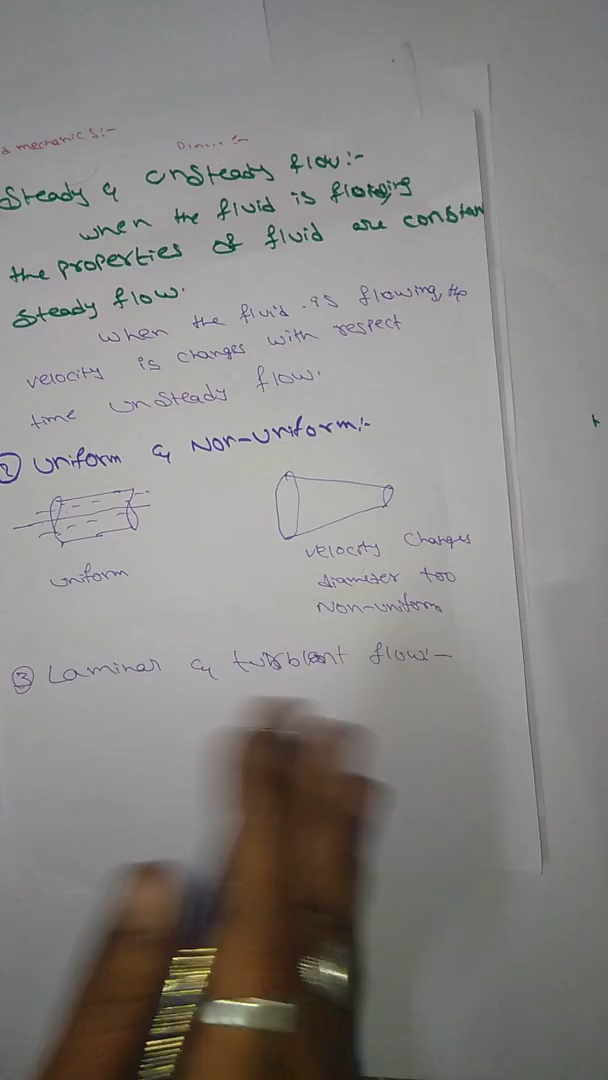 mechanics:-
Steady & unsteady flow:-
when the fluid is flowing
the properties of fluid are constan
steady flow.
when the fluid is flowing, the
velocity is changes with respect
time unsteady flow.
② uniform & Non-uniform:-
uniform
velocity changes
diameter too
Non-uniform
③ Laminar & turblent flow:-